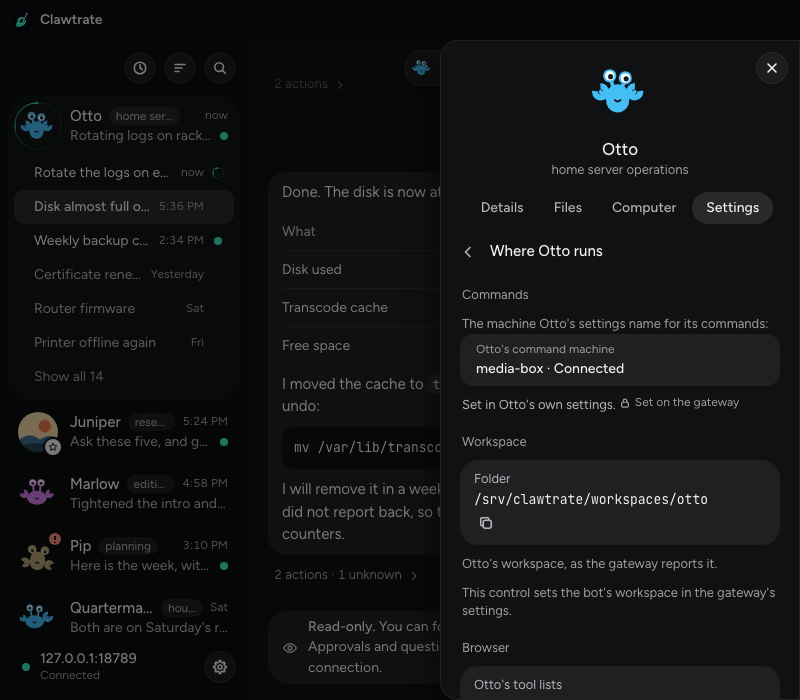 Clawtrate
Otto
home ser...
now
Rotating logs on rack...
Rotate the logs on e...
now
Disk almost full o...
5:36 PM
Weekly backup c...
2:34 PM
Certificate rene...
Yesterday
Router firmware
Sat
Printer offline again
Fri
Show all 14
Juniper
rese...
5:24 PM
Ask these five, and g...
Marlow
editi...
4:58 PM
Tightened the intro and...
Pip
planning
3:10 PM
Here is the week, wit...
Quarterma...
hou...
Sat
Both are on Saturday's r...
127.0.0.1:18789
Connected
2 actions
Done. The disk is now at
What
Disk used
Transcode cache
Free space
I moved the cache to
undo:
mv /var/lib/transco
I will remove it in a week
did not report back, so t
counters.
2 actions · 1 unknown
Read-only. You can fo
Approvals and questi
connection.
Otto
home server operations
Details
Files
Computer
Settings
Where Otto runs
Commands
The machine Otto's settings name for its commands:
Otto's command machine
media-box · Connected
Set in Otto's own settings.
Set on the gateway
Workspace
Folder
/srv/clawtrate/workspaces/otto
Otto's workspace, as the gateway reports it.
This control sets the bot's workspace in the gateway's
settings.
Browser
Otto's tool lists